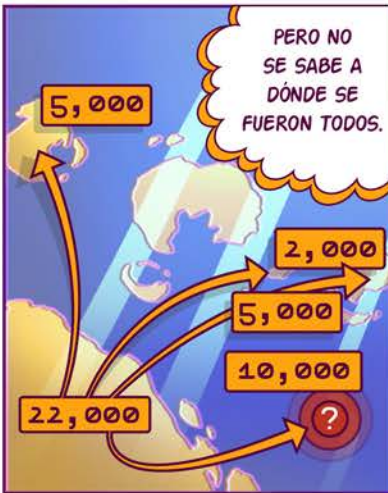 PERO NO
SE SABE A
DÓNDE SE
FUERON TODOS.
5,000
2,000
5,000
10,000
22,000
?